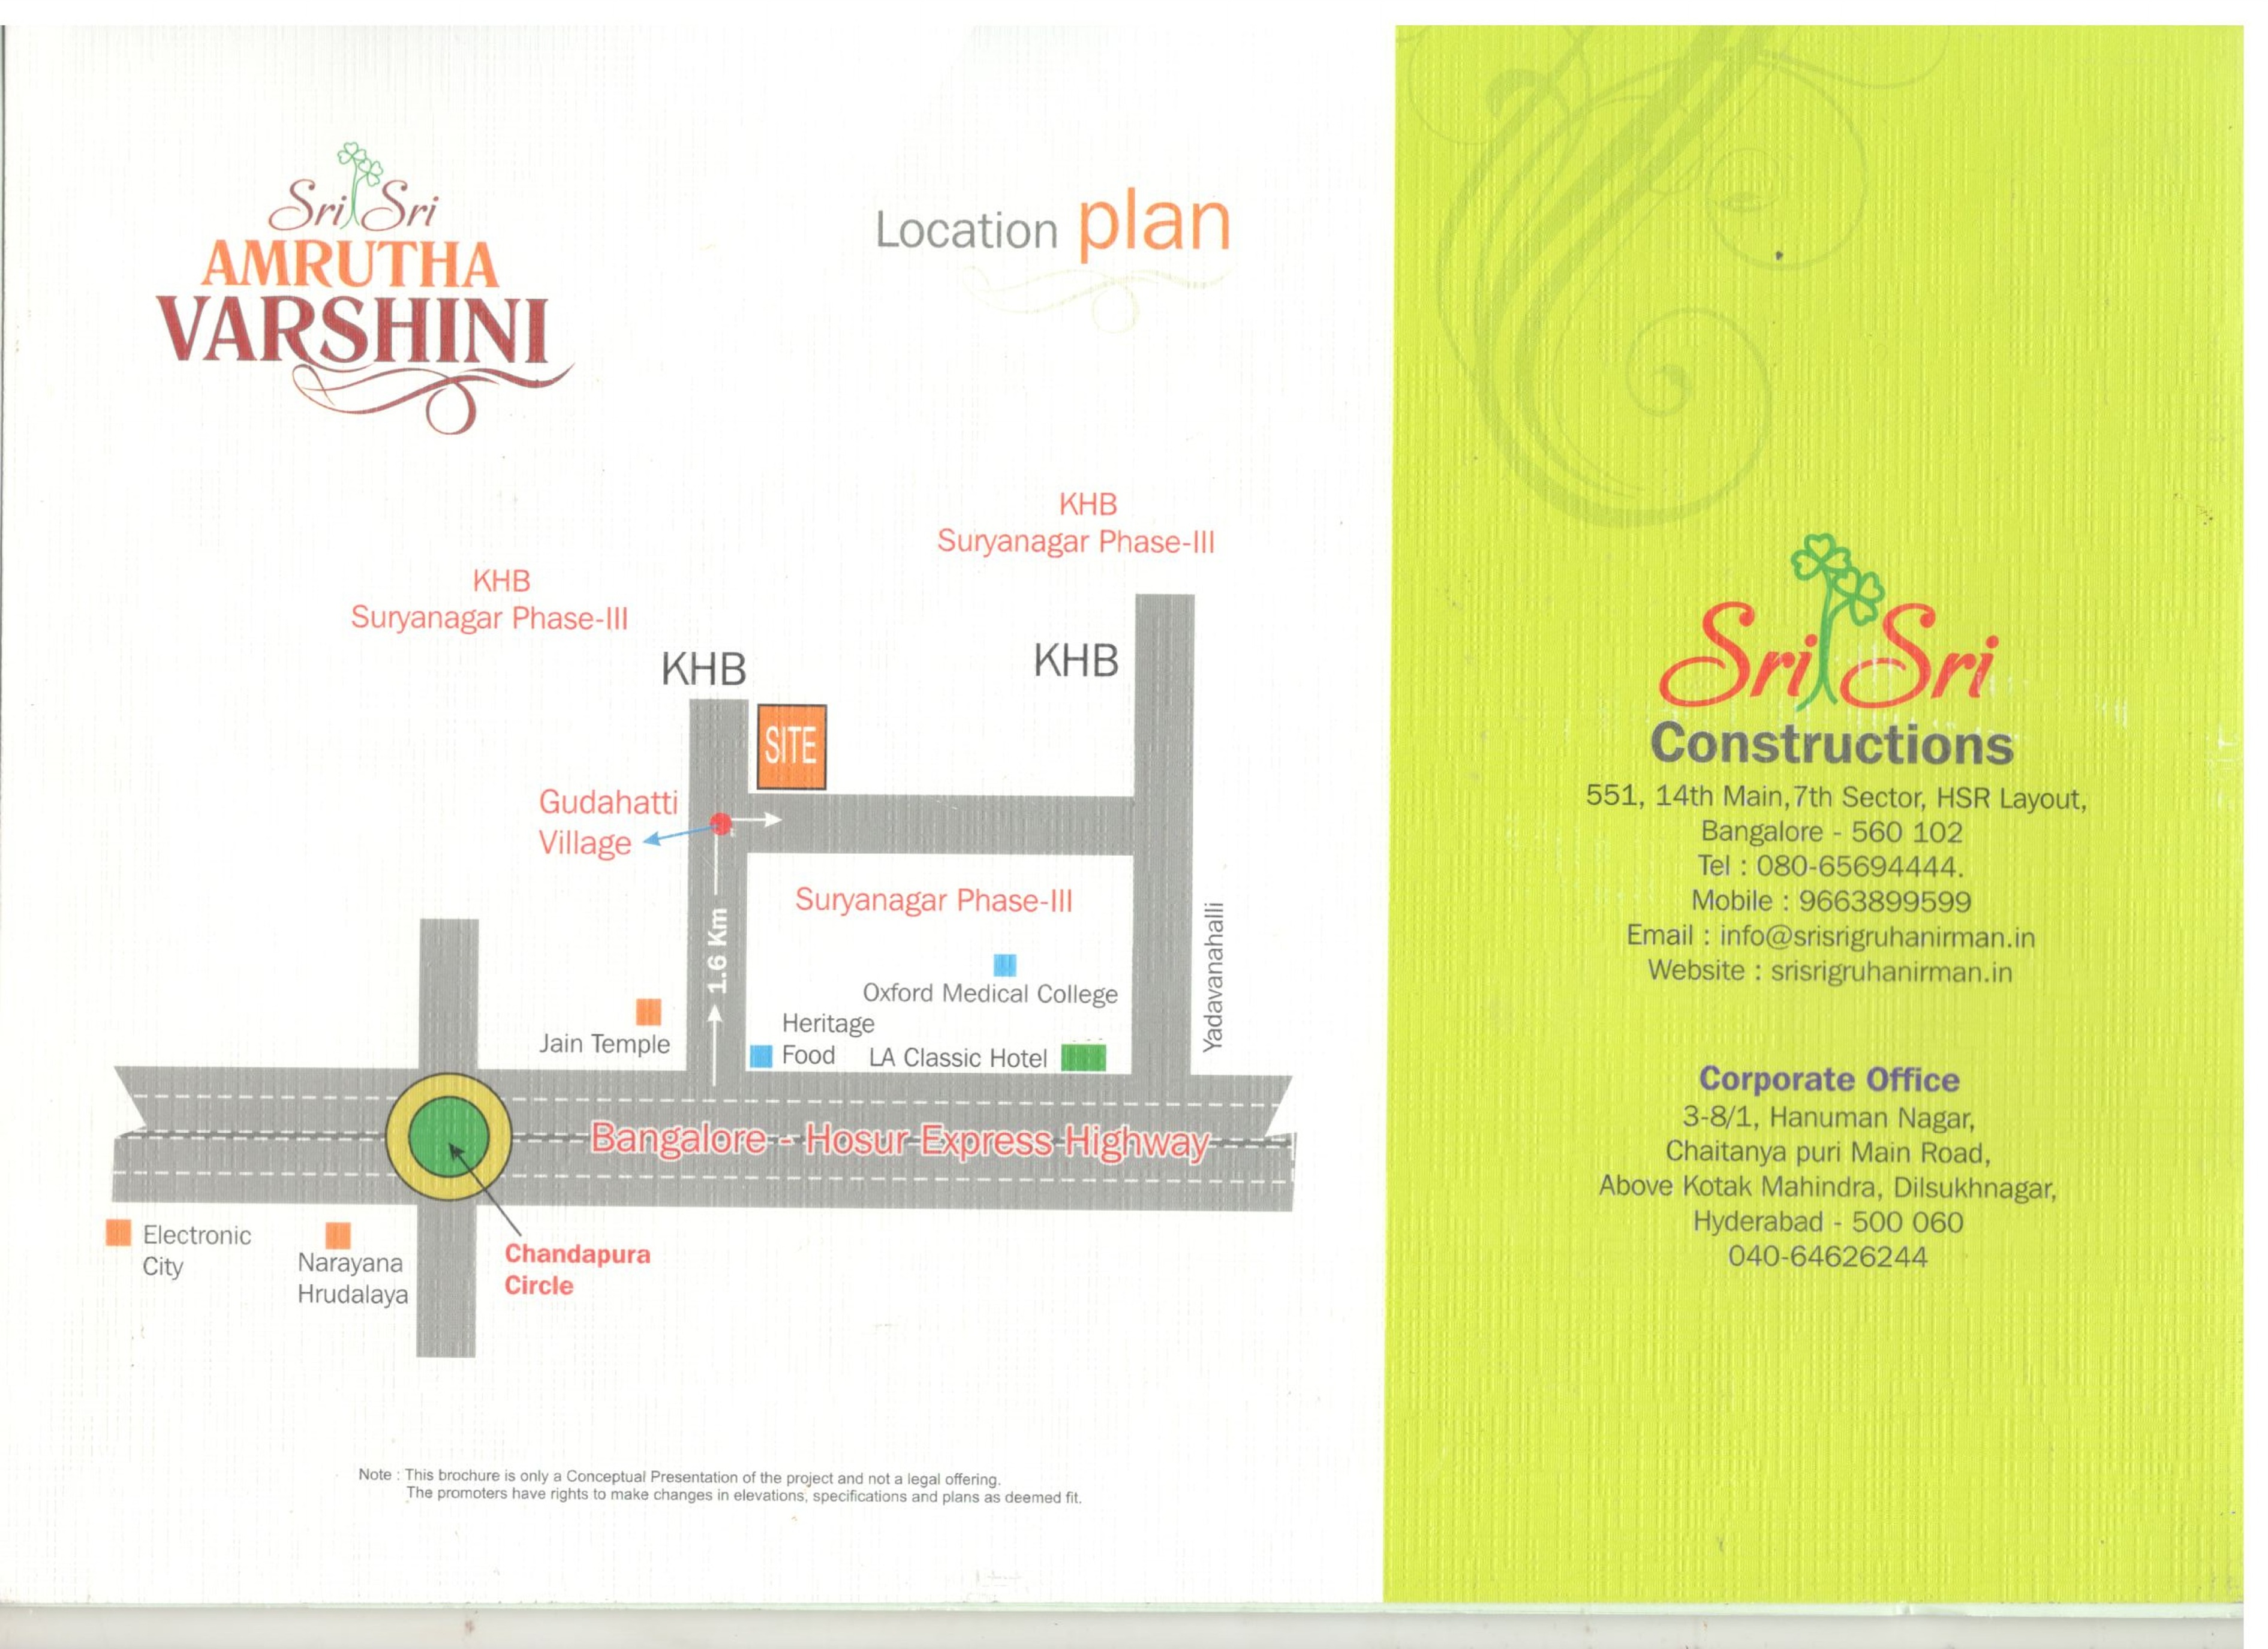 Sri Sri
AMRUTHA
VARSHINI
Location plan
KHB
Suryanagar Phase-III
KHB
Suryanagar Phase-III
KHB
KHB
SITE
Gudahatti
Village
Suryanagar Phase-III
1.6 Km
Yadavanahalli
Oxford Medical College
Jain Temple
Heritage
Food
LA Classic Hotel
Bangalore - Hosur Express Highway
Electronic
City
Narayana
Hrudalaya
Chandapura
Circle
Note : This brochure is only a Conceptual Presentation of the project and not a legal offering.
The promoters have rights to make changes in elevations, specifications and plans as deemed fit.
Sri Sri
Constructions
551, 14th Main,7th Sector, HSR Layout,
Bangalore - 560 102
Tel : 080-65694444.
Mobile : 9663899599
Email : info@srisrigruhanirman.in
Website : srisrigruhanirman.in
Corporate Office
3-8/1, Hanuman Nagar,
Chaitanya puri Main Road,
Above Kotak Mahindra, Dilsukhnagar,
Hyderabad - 500 060
040-64626244